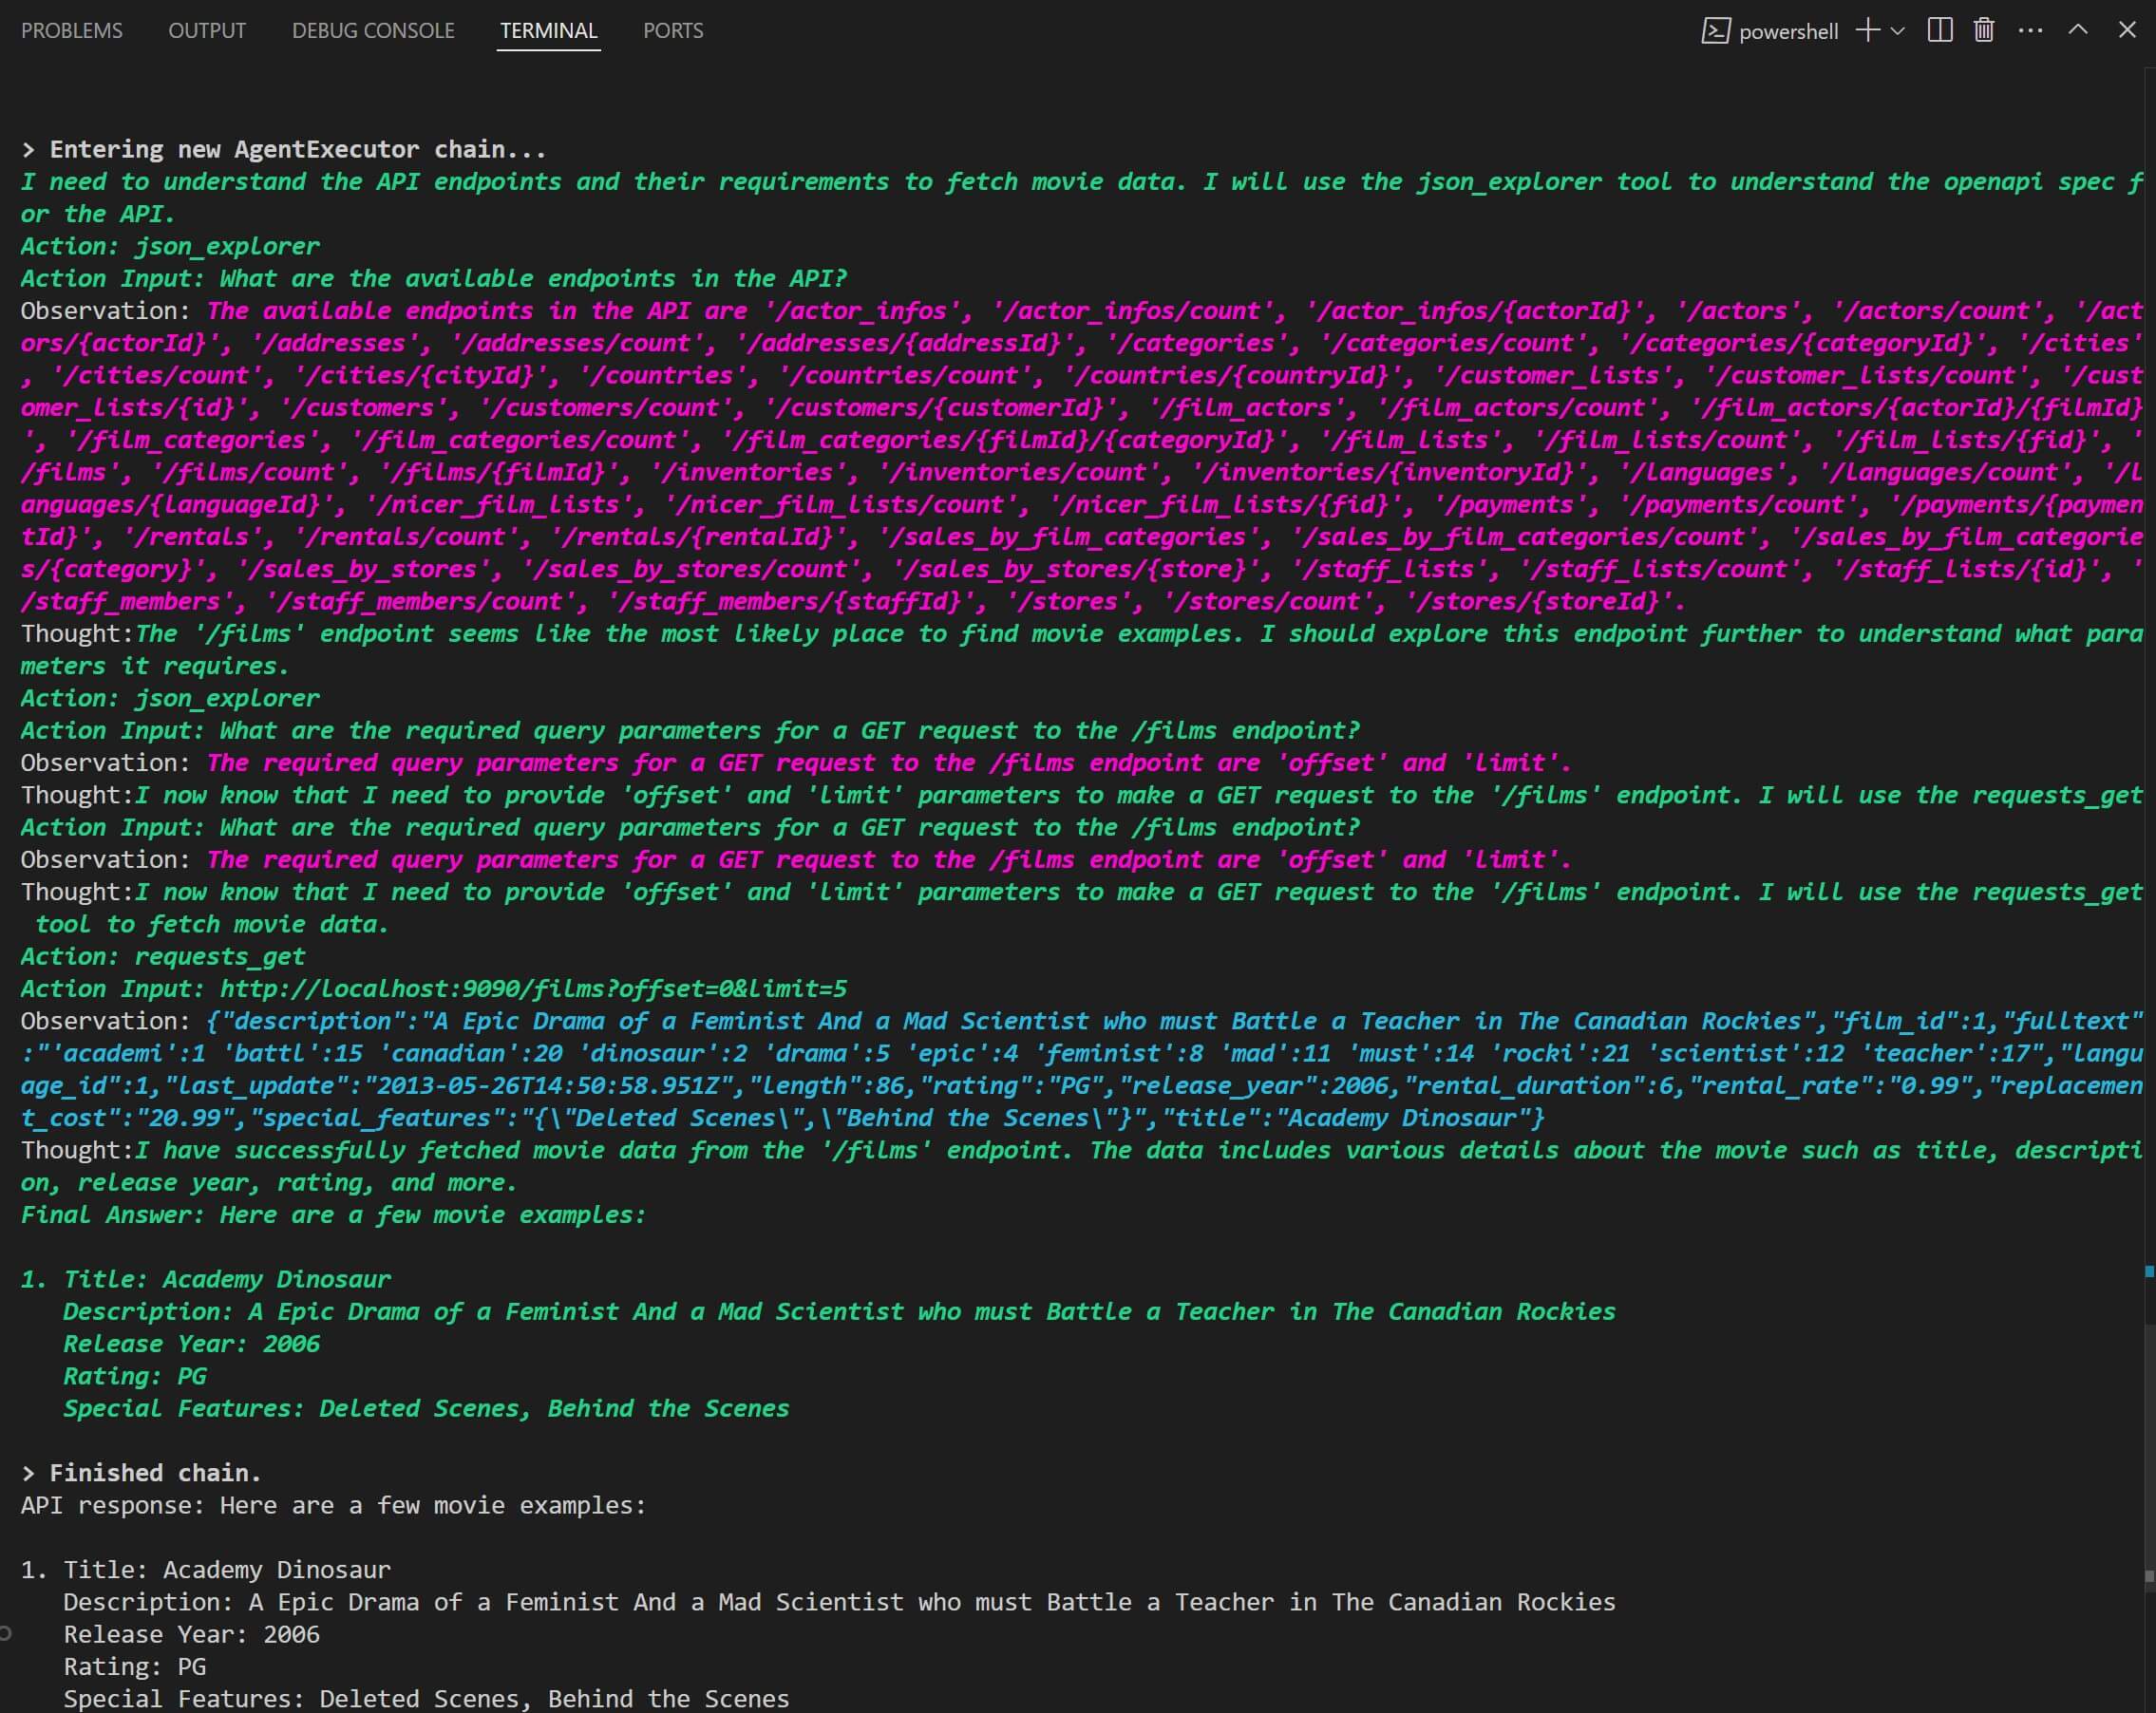 PROBLEMS OUTPUT DEBUG CONSOLE TERMINAL PORTS powershell
> Entering new AgentExecutor chain...
I need to understand the API endpoints and their requirements to fetch movie data. I will use the json_explorer tool to understand the openapi spec f
or the API.
Action: json_explorer
Action Input: What are the available endpoints in the API?
Observation: The available endpoints in the API are '/actor_infos', '/actor_infos/count', '/actor_infos/{actorId}', '/actors', '/actors/count', '/act
ors/{actorId}', '/addresses', '/addresses/count', '/addresses/{addressId}', '/categories', '/categories/count', '/categories/{categoryId}', '/cities'
, '/cities/count', '/cities/{cityId}', '/countries', '/countries/count', '/countries/{countryId}', '/customer_lists', '/customer_lists/count', '/cust
omer_lists/{id}', '/customers', '/customers/count', '/customers/{customerId}', '/film_actors', '/film_actors/count', '/film_actors/{actorId}/{filmId}
', '/film_categories', '/film_categories/count', '/film_categories/{filmId}/{categoryId}', '/film_lists', '/film_lists/count', '/film_lists/{fid}', '
/films', '/films/count', '/films/{filmId}', '/inventories', '/inventories/count', '/inventories/{inventoryId}', '/languages', '/languages/count', '/l
anguages/{languageId}', '/nicer_film_lists', '/nicer_film_lists/count', '/nicer_film_lists/{fid}', '/payments', '/payments/count', '/payments/{paymen
tId}', '/rentals', '/rentals/count', '/rentals/{rentalId}', '/sales_by_film_categories', '/sales_by_film_categories/count', '/sales_by_film_categorie
s/{category}', '/sales_by_stores', '/sales_by_stores/count', '/sales_by_stores/{store}', '/staff_lists', '/staff_lists/count', '/staff_lists/{id}', '
/staff_members', '/staff_members/count', '/staff_members/{staffId}', '/stores', '/stores/count', '/stores/{storeId}'.
Thought:The '/films' endpoint seems like the most likely place to find movie examples. I should explore this endpoint further to understand what para
meters it requires.
Action: json_explorer
Action Input: What are the required query parameters for a GET request to the /films endpoint?
Observation: The required query parameters for a GET request to the /films endpoint are 'offset' and 'limit'.
Thought:I now know that I need to provide 'offset' and 'limit' parameters to make a GET request to the '/films' endpoint. I will use the requests_get
Action Input: What are the required query parameters for a GET request to the /films endpoint?
Observation: The required query parameters for a GET request to the /films endpoint are 'offset' and 'limit'.
Thought:I now know that I need to provide 'offset' and 'limit' parameters to make a GET request to the '/films' endpoint. I will use the requests_get
tool to fetch movie data.
Action: requests_get
Action Input: http://localhost:9090/films?offset=0&limit=5
Observation: {"description":"A Epic Drama of a Feminist And a Mad Scientist who must Battle a Teacher in The Canadian Rockies","film_id":1,"fulltext"
:"'academi':1 'battl':15 'canadian':20 'dinosaur':2 'drama':5 'epic':4 'feminist':8 'mad':11 'must':14 'rocki':21 'scientist':12 'teacher':17","langu
age_id":1,"last_update":"2013-05-26T14:50:58.951Z","length":86,"rating":"PG","release_year":2006,"rental_duration":6,"rental_rate":"0.99","replacemen
t_cost":"20.99","special_features":"{\"Deleted Scenes\",\"Behind the Scenes\"}","title":"Academy Dinosaur"}
Thought:I have successfully fetched movie data from the '/films' endpoint. The data includes various details about the movie such as title, descripti
on, release year, rating, and more.
Final Answer: Here are a few movie examples:
1. Title: Academy Dinosaur
Description: A Epic Drama of a Feminist And a Mad Scientist who must Battle a Teacher in The Canadian Rockies
Release Year: 2006
Rating: PG
Special Features: Deleted Scenes, Behind the Scenes
> Finished chain.
API response: Here are a few movie examples:
1. Title: Academy Dinosaur
Description: A Epic Drama of a Feminist And a Mad Scientist who must Battle a Teacher in The Canadian Rockies
Release Year: 2006
Rating: PG
Special Features: Deleted Scenes, Behind the Scenes